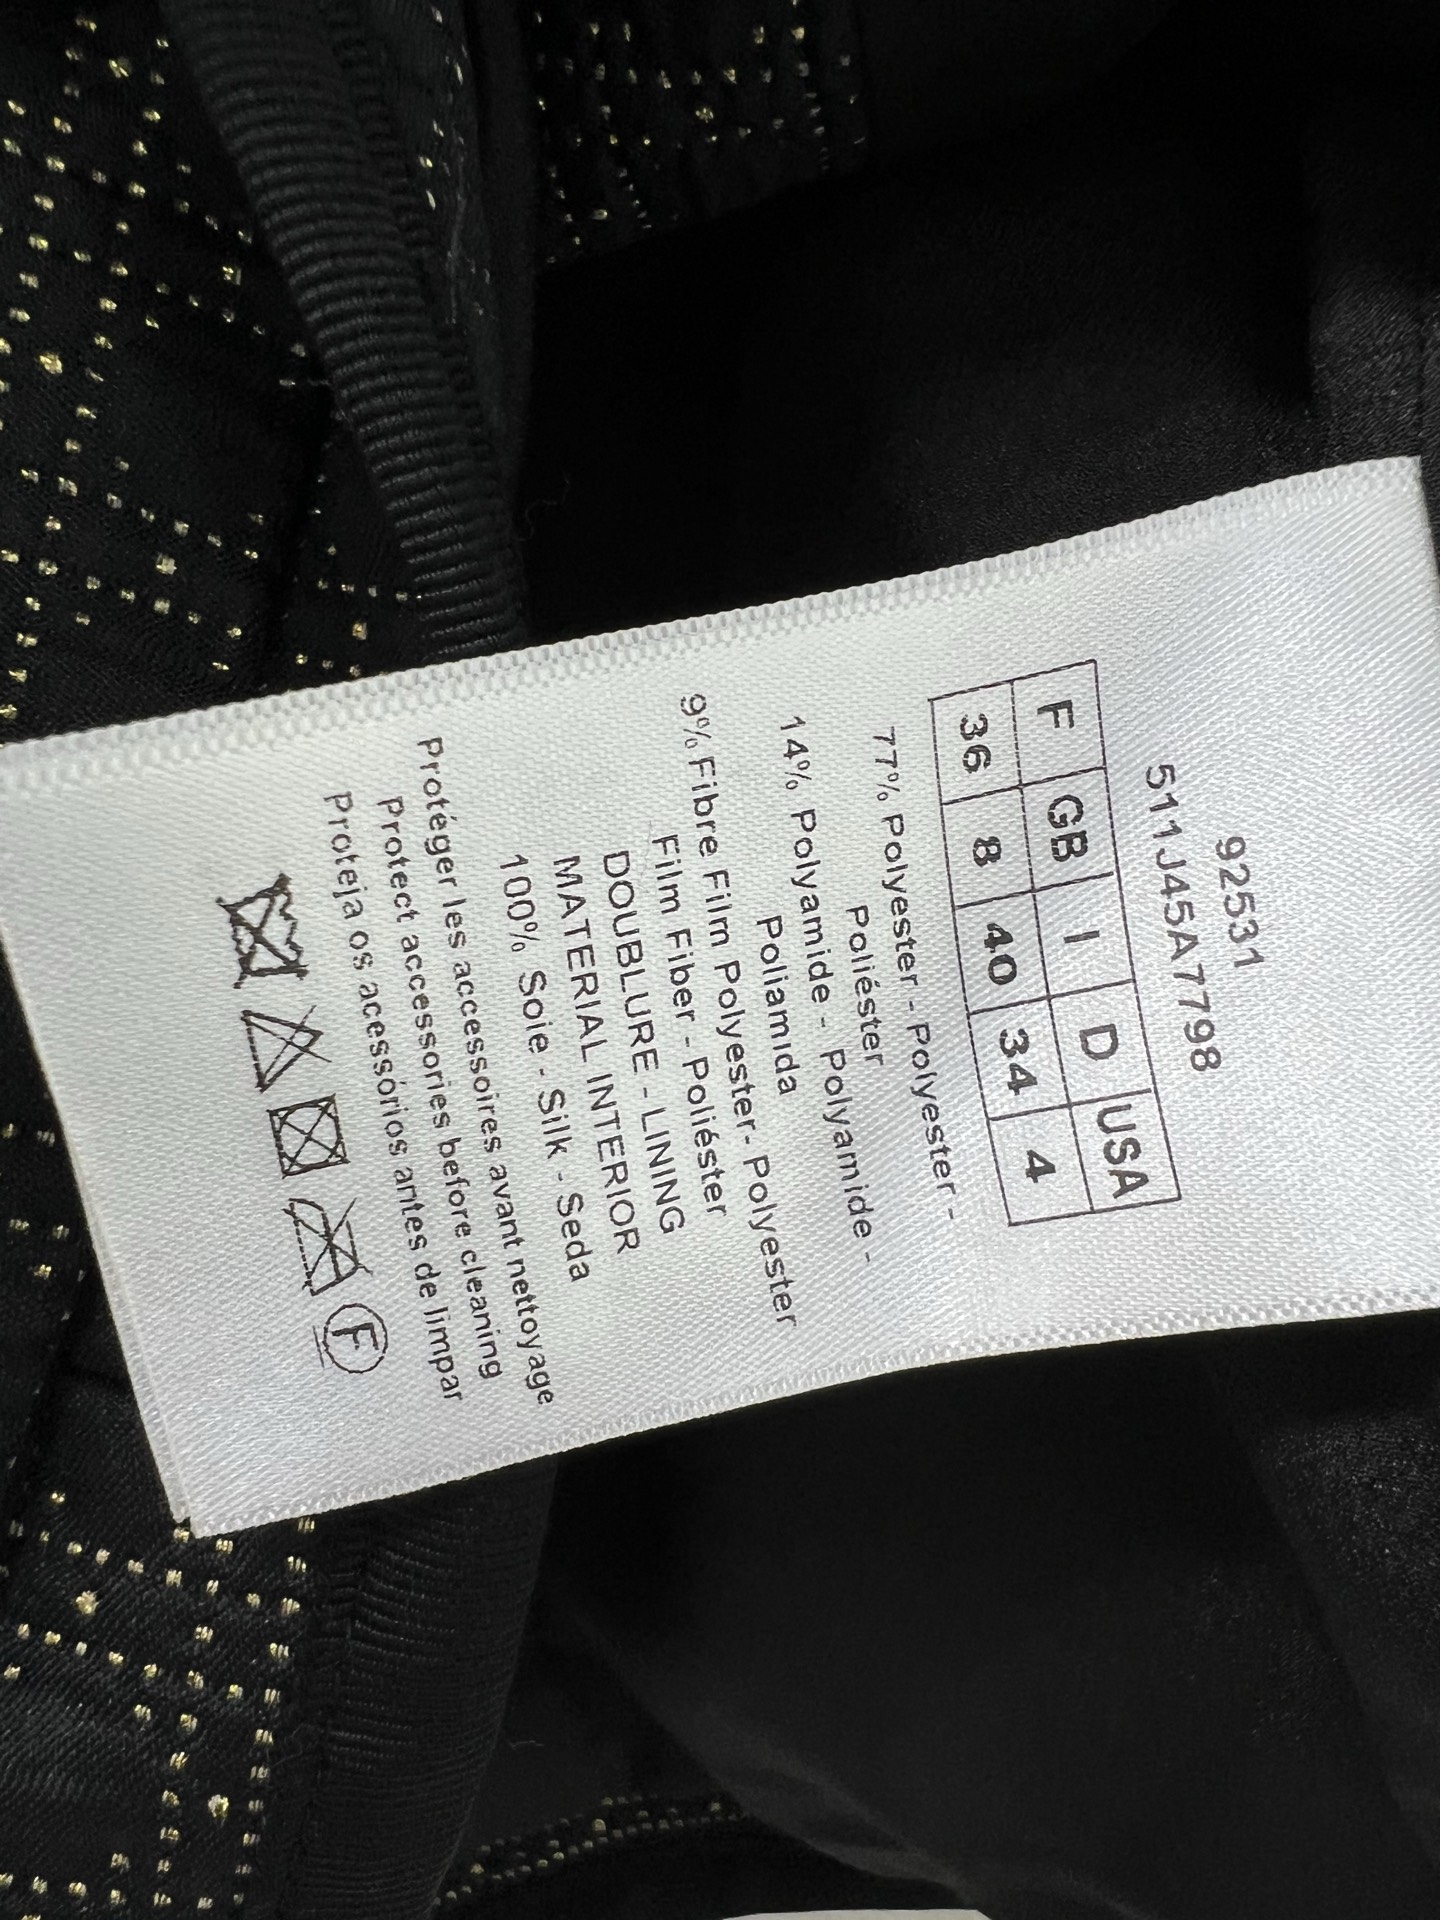 92531
511J45A7798
F GB I D USA
36 8 40 34 4
77% Polyester - Polyester -
Poliéster
14% Polyamide - Polyamide -
Poliamida
9% Fibre Film Polyester- Polyester
Film Fiber - Poliéster
DOUBLURE - LINING
MATERIAL INTERIOR
100% Soie - Silk - Seda
Protéger les accessoires avant nettoyage
Protect accessories before cleaning
Proteja os acessórios antes de limpar
F